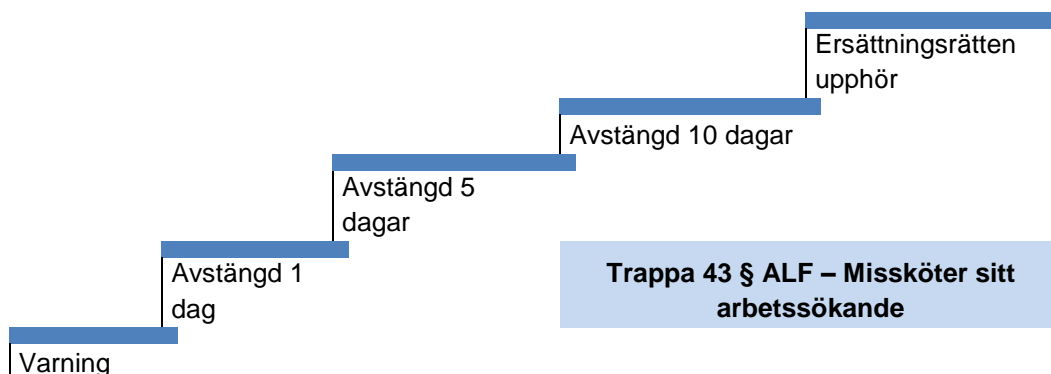 Ersättningsrätten
upphör
Avstängd 10 dagar
Avstängd 5
dagar
Avstängd 1
dag
Trappa 43 § ALF – Missköter sitt
arbetssökande
Varning